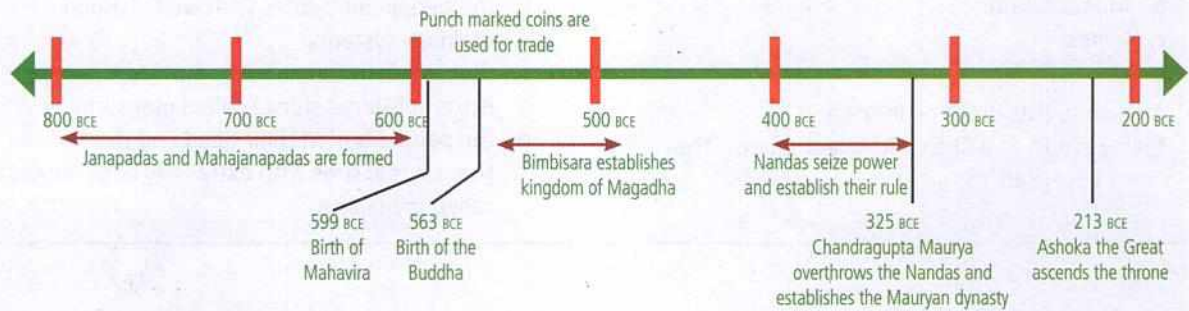 Punch marked coins are
used for trade
800 BCE
700 BCE
600 BCE
500 BCE
400 BCE
300 BCE
200 BCE
Janapadas and Mahajanapadas are formed
Bimbisara establishes
kingdom of Magadha
Nandas seize power
and establish their rule
599 BCE
Birth of
Mahavira
563 BCE
Birth of the
Buddha
325 BCE
Chandragupta Maurya
overthrows the Nandas and
establishes the Mauryan dynasty
213 BCE
Ashoka the Great
ascends the throne